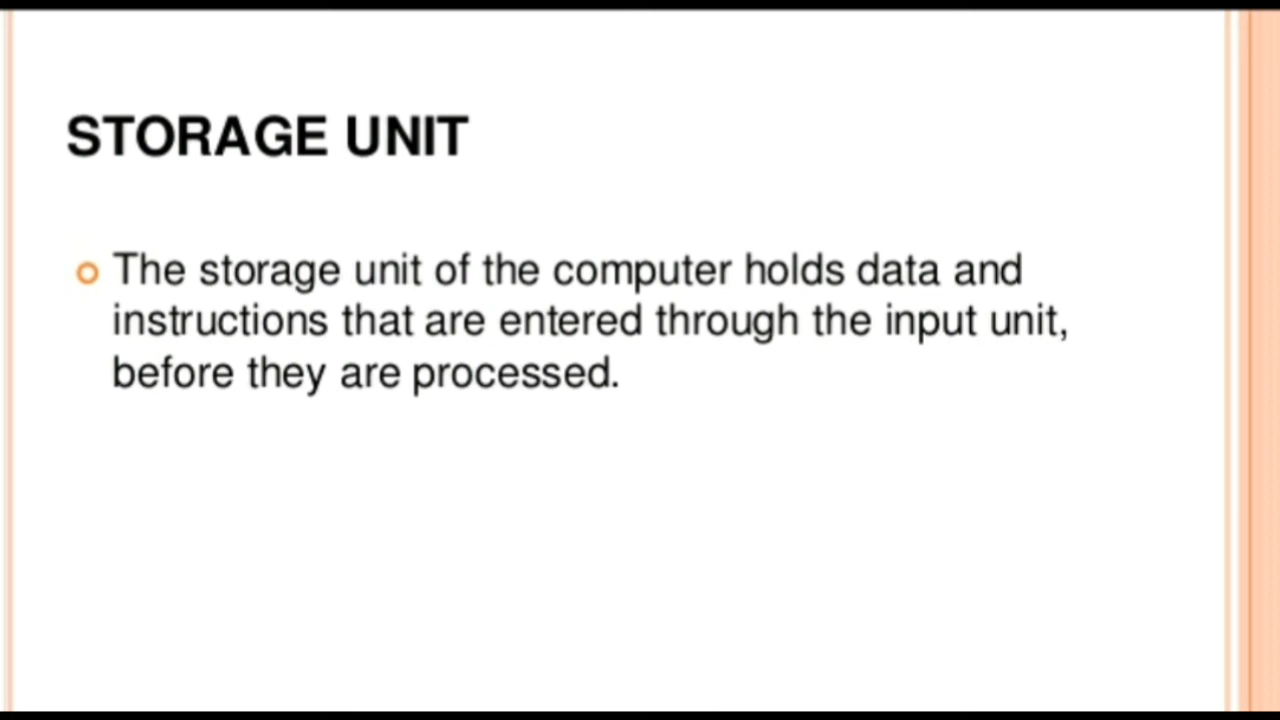 STORAGE UNIT
The storage unit of the computer holds data and
instructions that are entered through the input unit,
before they are processed.